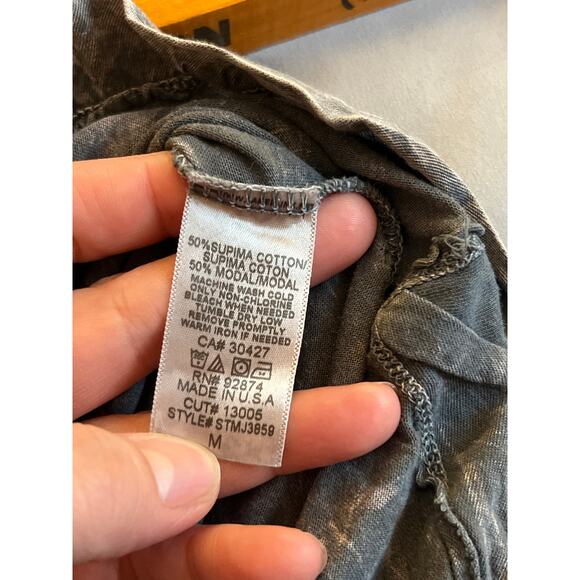 50% SUPIMA COTTON/
SUPIMA COTON
50% MODAL/MODAL
MACHINE WASH COLD
ONLY NON-CHLORINE
BLEACH WHEN NEEDED
TUMBLE DRY LOW
REMOVE PROMPTLY
WARM IRON IF NEEDED
CA# 30427
RN# 92874
MADE IN U.S.A
CUT# 13005
STYLE# STMJ3859
M